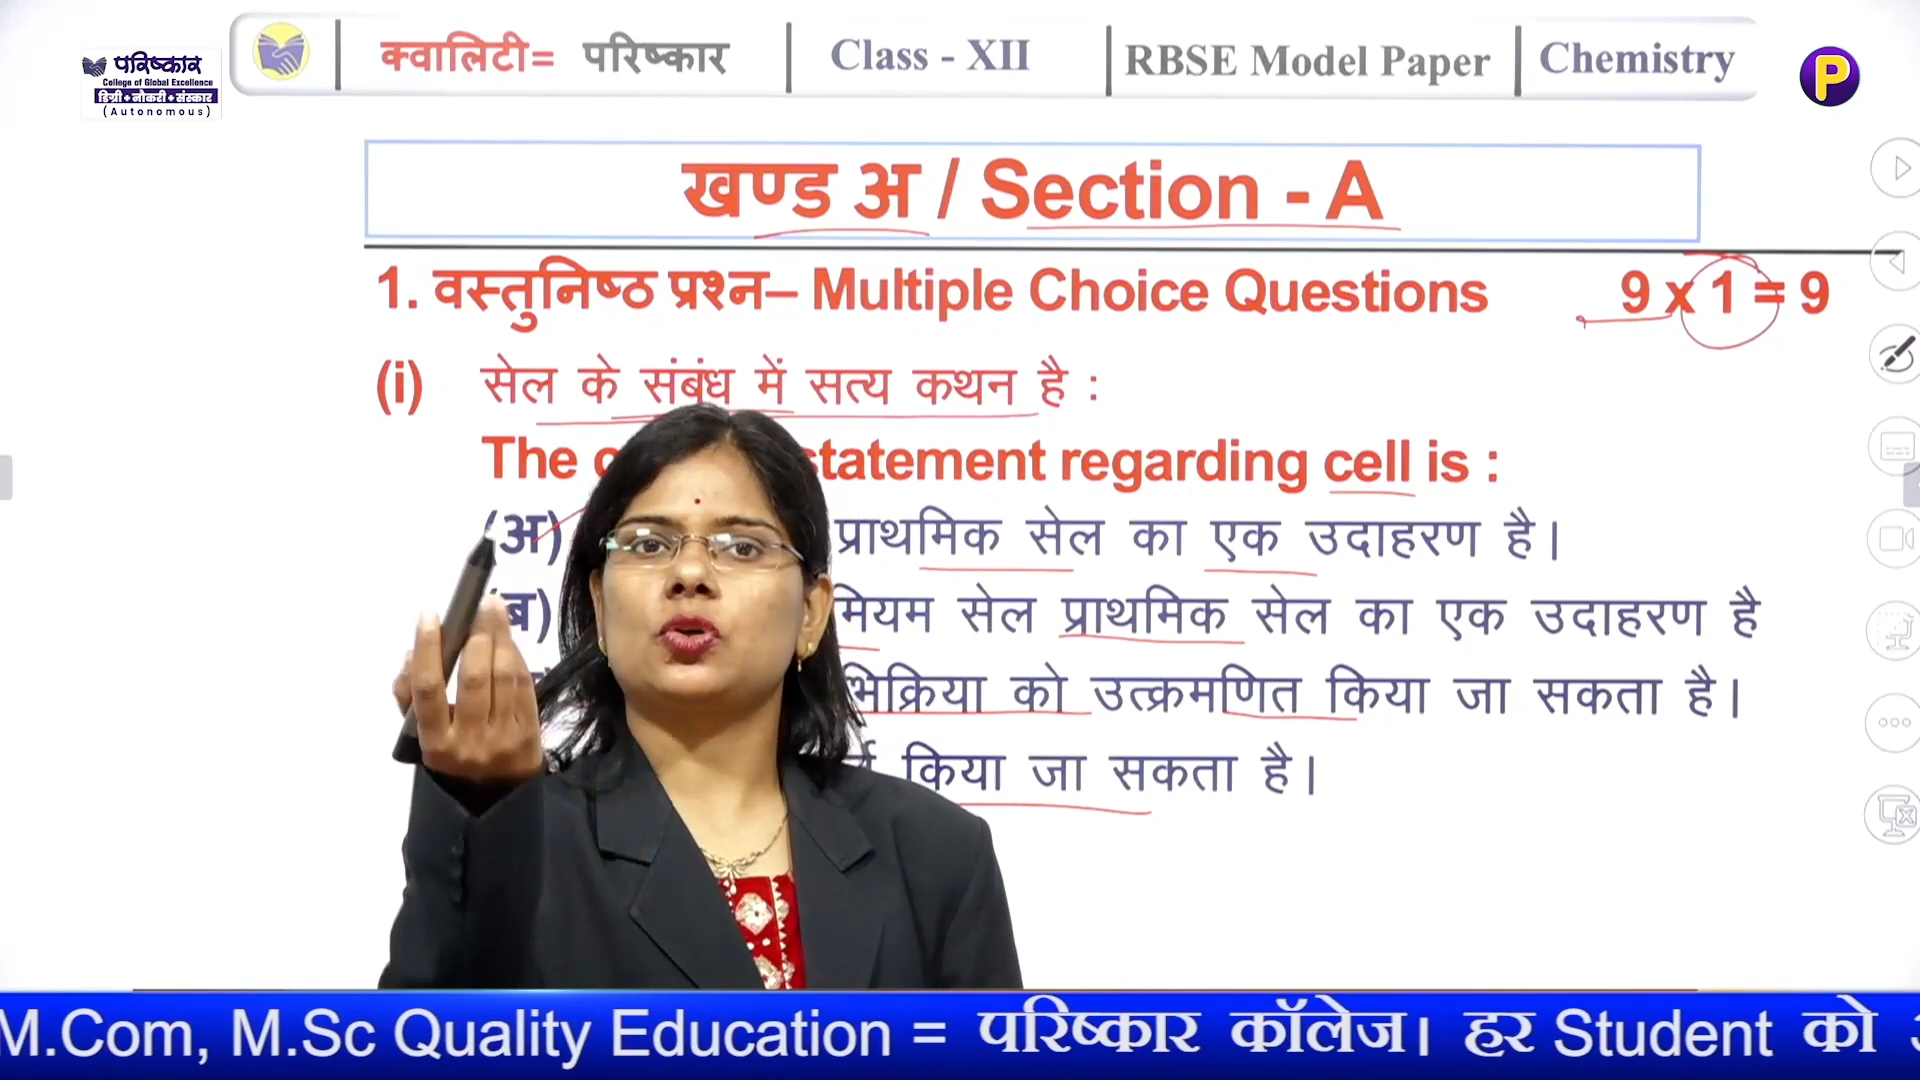 परिष्कार
College of Global Excellence
डिग्री + नौकरी + संस्कार
(Autonomous)
क्वालिटी= परिष्कार
Class - XII
RBSE Model Paper
Chemistry
P
खण्ड अ / Section - A
1. वस्तुनिष्ठ प्रश्न– Multiple Choice Questions 9 x 1 = 9
(i) सेल के संबंध में सत्य कथन है :
The statement regarding cell is :
(अ) प्राथमिक सेल का एक उदाहरण है।
(ब) सेल प्राथमिक सेल का एक उदाहरण है
को उत्क्रमणित किया जा सकता है।
किया जा सकता है।
M.Com, M.Sc Quality Education = परिष्कार कॉलेज। हर Student को